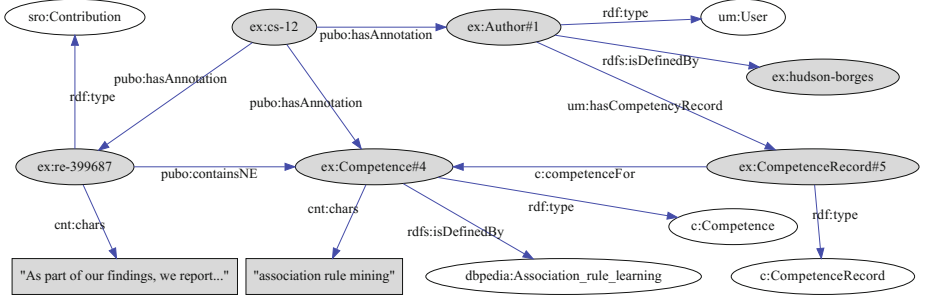 sro:Contribution
ex:cs-12
ex:Author#1
rdf:type
um:User
pubo:hasAnnotation
rdfs:isDefinedBy
ex:hudson-borges
pubo:hasAnnotation
rdf:type
pubo:hasAnnotation
um:hasCompetencyRecord
ex:re-399687
pubo:containsNE
ex:Competence#4
c:competenceFor
ex:CompetenceRecord#5
cnt:chars
cnt:chars
rdfs:isDefinedBy
rdf:type
c:Competence
rdf:type
"As part of our findings, we report..."
"association rule mining"
dbpedia:Association_rule_learning
c:CompetenceRecord